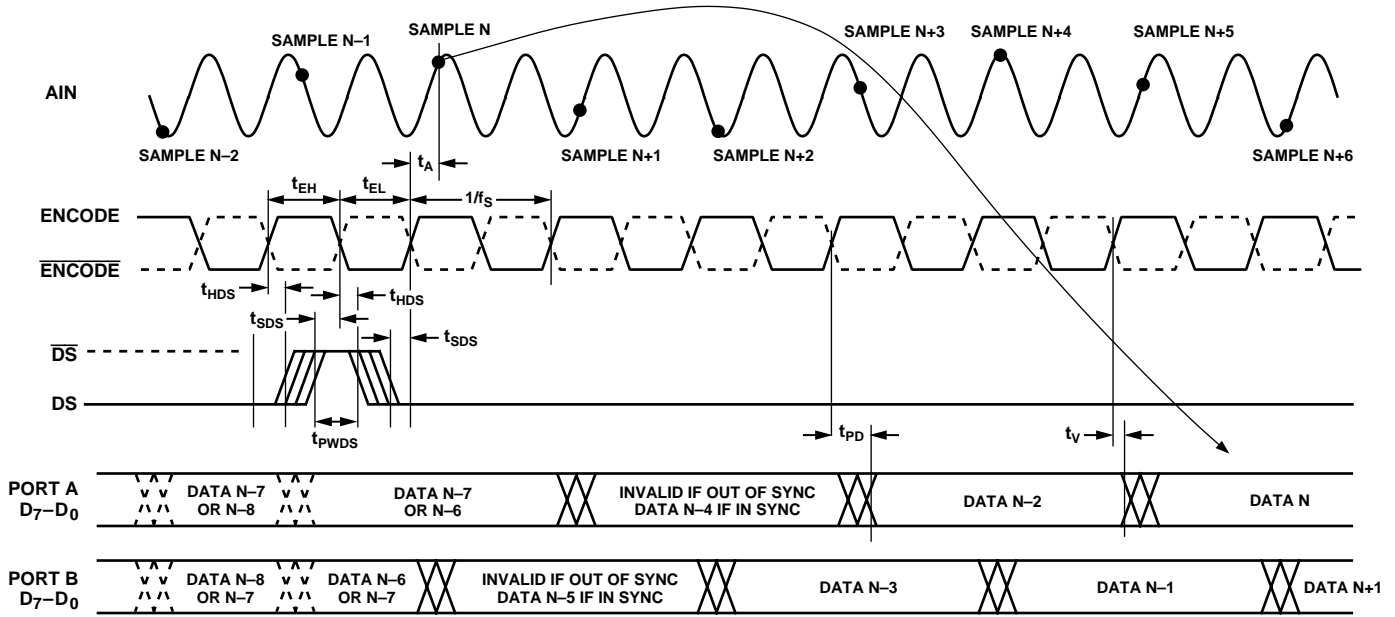 SAMPLE N
SAMPLE N–1
SAMPLE N+3
SAMPLE N+4
SAMPLE N+5
AIN
SAMPLE N–2
tA
SAMPLE N+1
SAMPLE N+2
SAMPLE N+6
tEH
tEL
1/fS
ENCODE
ENCODE
tHDS
tHDS
tSDS
tSDS
DS
DS
tPWDS
tPD
tV
PORT A
D7–D0
DATA N–7
OR N–8
DATA N–7
OR N–6
INVALID IF OUT OF SYNC
DATA N–4 IF IN SYNC
DATA N–2
DATA N
PORT B
D7–D0
DATA N–8
OR N–7
DATA N–6
OR N–7
INVALID IF OUT OF SYNC
DATA N–5 IF IN SYNC
DATA N–3
DATA N–1
DATA N+1